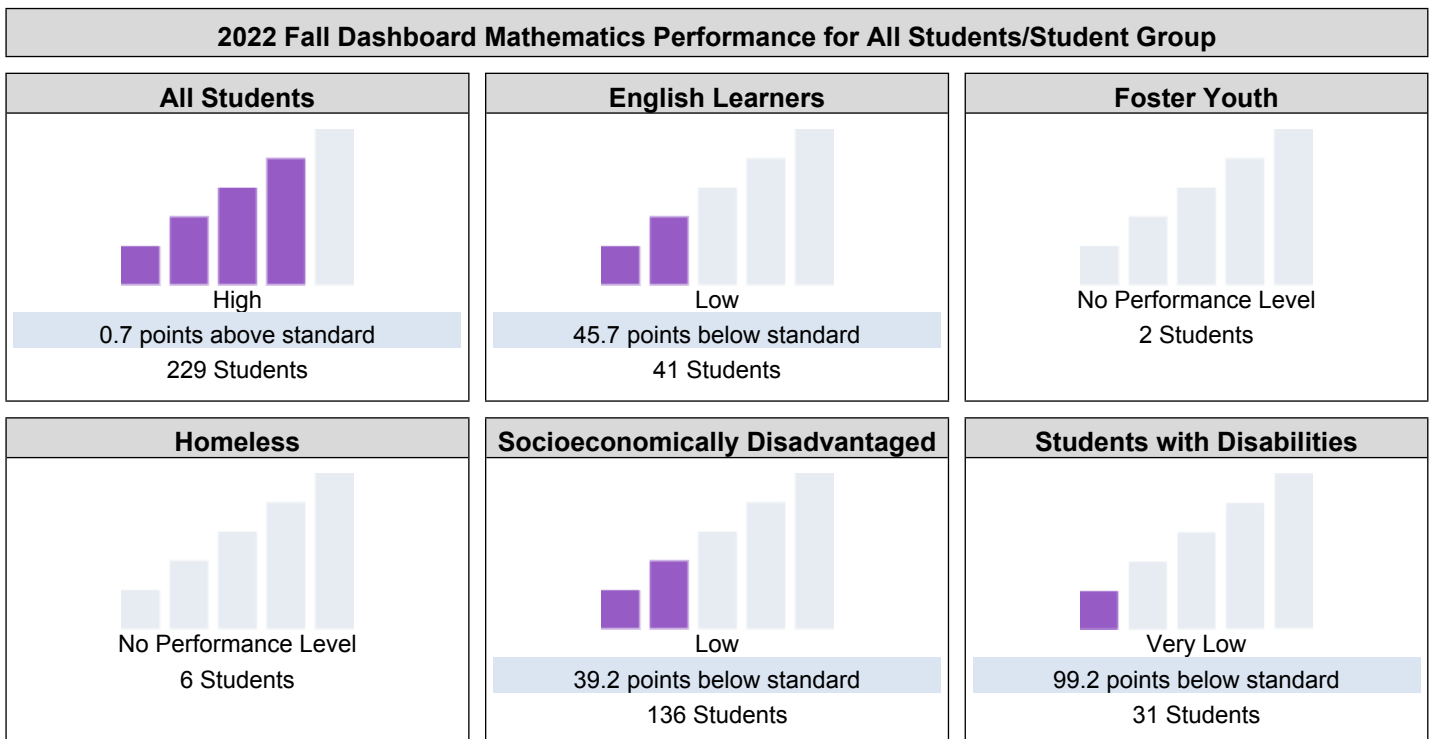 2022 Fall Dashboard Mathematics Performance for All Students/Student Group
All Students
High
0.7 points above standard
229 Students
English Learners
Low
45.7 points below standard
41 Students
Foster Youth
No Performance Level
2 Students
Homeless
No Performance Level
6 Students
Socioeconomically Disadvantaged
Low
39.2 points below standard
136 Students
Students with Disabilities
Very Low
99.2 points below standard
31 Students